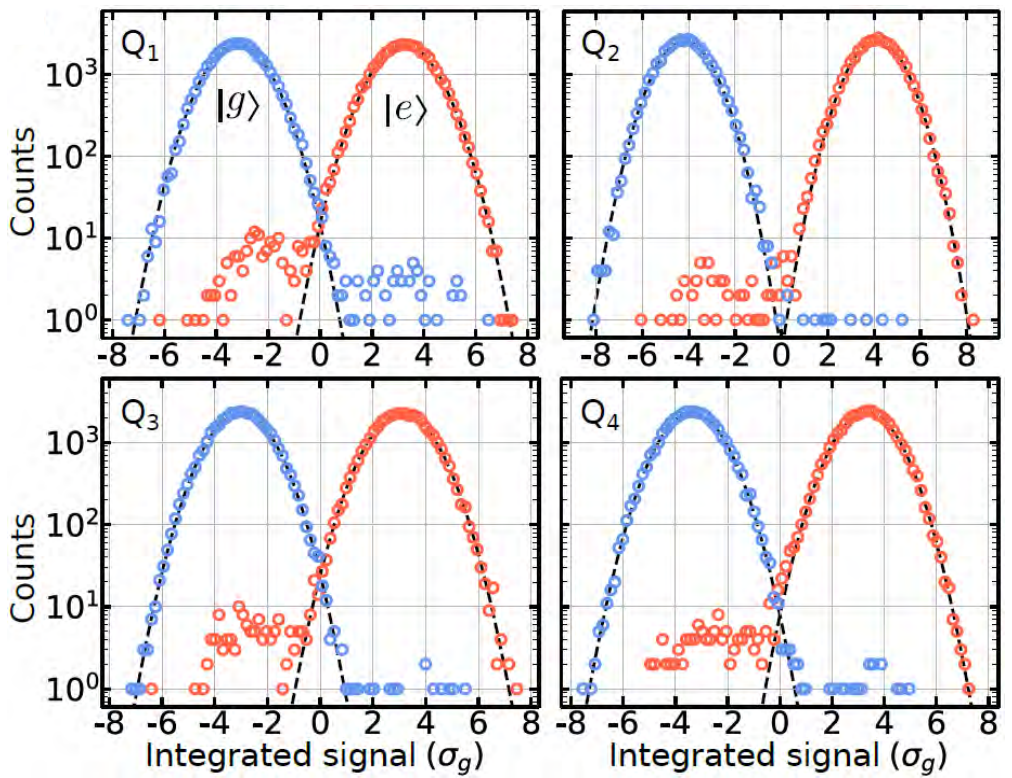 Q₁
|g⟩
|e⟩
Counts
10³
10²
10¹
10⁰
-8 -6 -4 -2 0 2 4 6 8
Q₂
-8 -6 -4 -2 0 2 4 6 8
Q₃
Counts
10³
10²
10¹
10⁰
-8 -6 -4 -2 0 2 4 6 8
Integrated signal (σg)
Q₄
-8 -6 -4 -2 0 2 4 6 8
Integrated signal (σg)